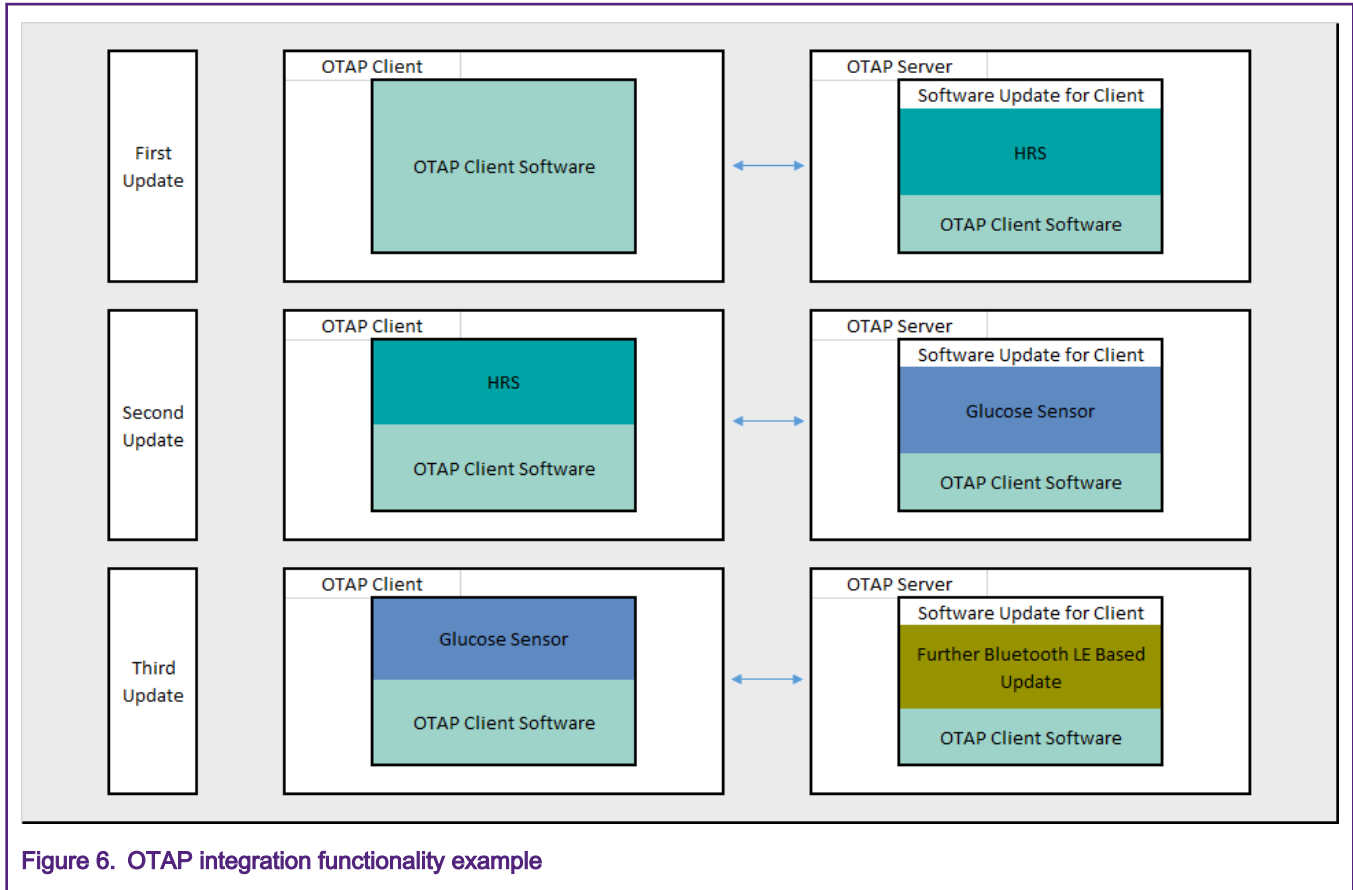 First
Update
OTAP Client
OTAP Client Software
OTAP Server
Software Update for Client
HRS
OTAP Client Software
Second
Update
OTAP Client
HRS
OTAP Client Software
OTAP Server
Software Update for Client
Glucose Sensor
OTAP Client Software
Third
Update
OTAP Client
Glucose Sensor
OTAP Client Software
OTAP Server
Software Update for Client
Further Bluetooth LE Based
Update
OTAP Client Software
Figure 6. OTAP integration functionality example